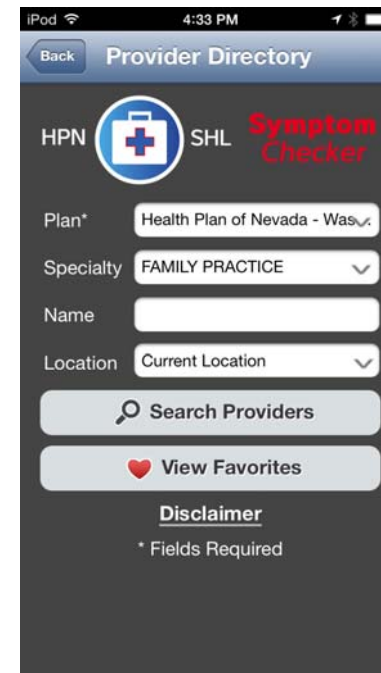 iPod 4:33 PM
Back Provider Directory
HPN SHL Symptom
Checker
Plan* Health Plan of Nevada - Was
Specialty FAMILY PRACTICE
Name
Location Current Location
Search Providers
View Favorites
Disclaimer
* Fields Required